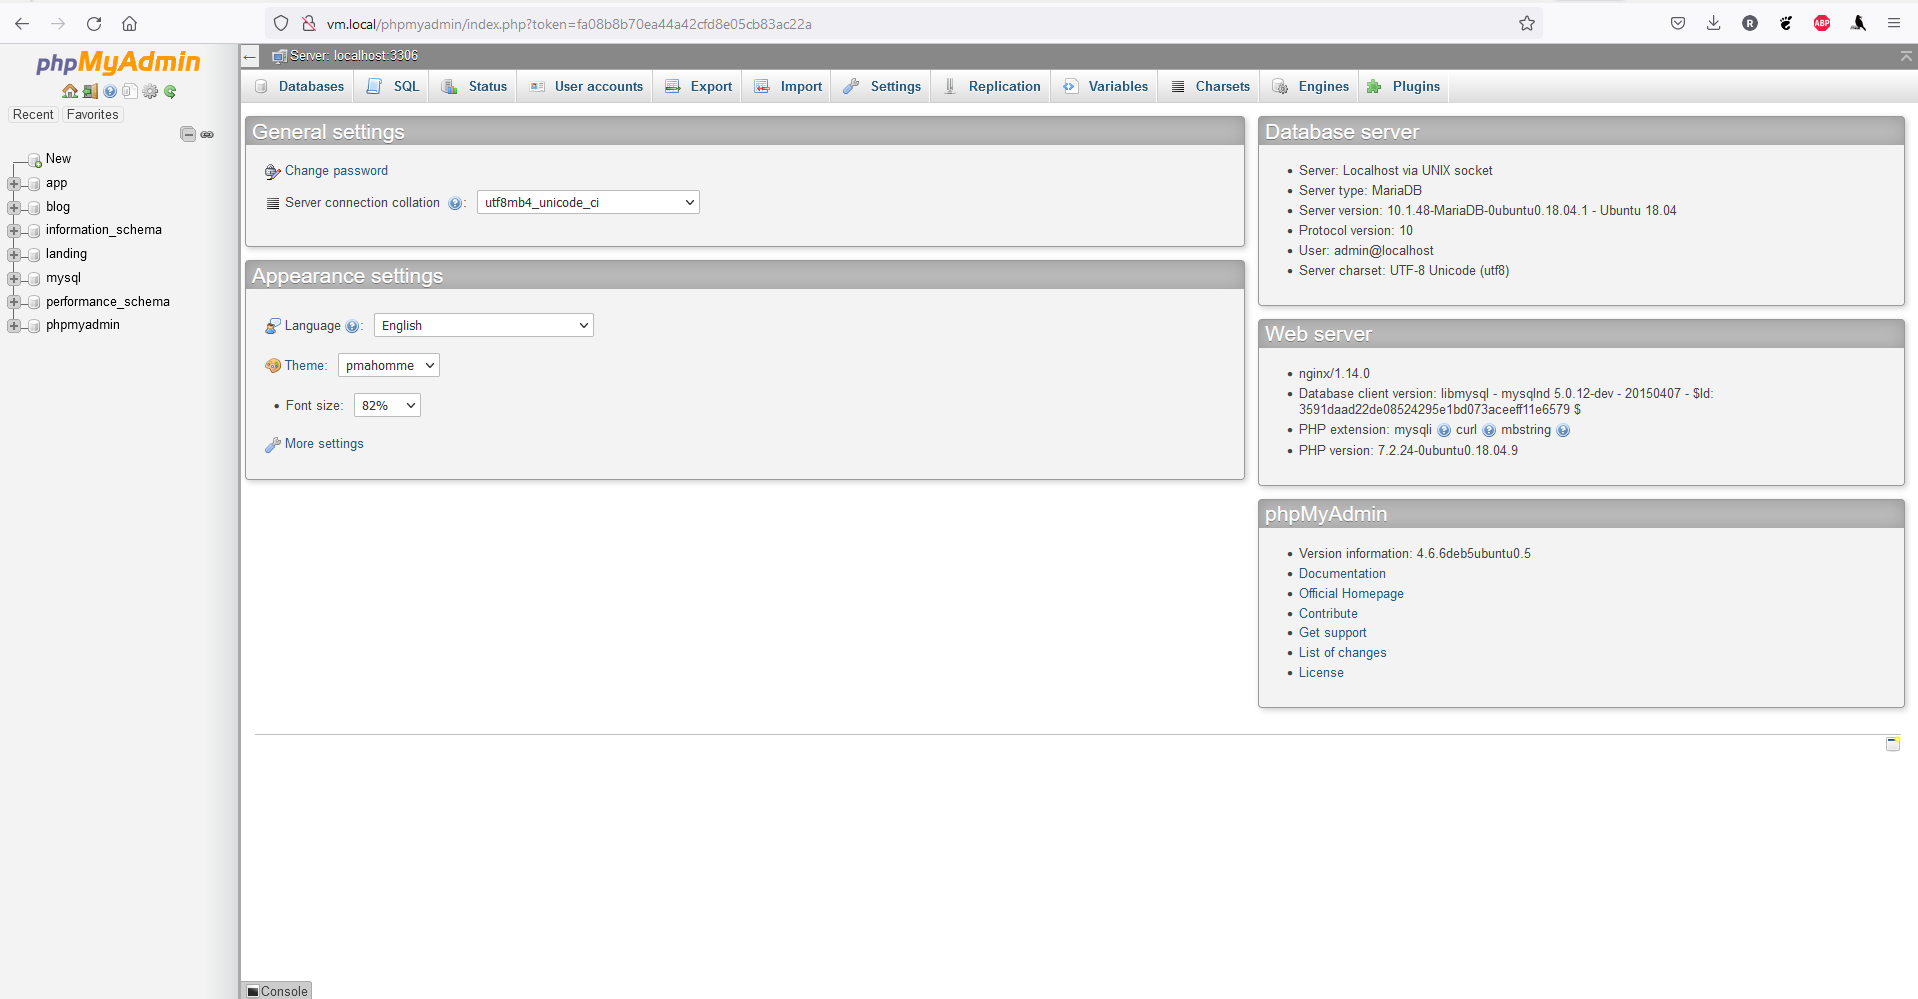 vm.local/phpmyadmin/index.php?token=fa08b8b70ea44a42cfd8e05cb83ac22a
R
ABP
phpMyAdmin
Recent Favorites
New
app
blog
information_schema
landing
mysql
performance_schema
phpmyadmin
Server: localhost:3306
Databases SQL Status User accounts Export Import Settings Replication Variables Charsets Engines Plugins
General settings
Change password
Server connection collation : utf8mb4_unicode_ci
Appearance settings
Language : English
Theme: pmahomme
Font size: 82%
More settings
Database server
Server: Localhost via UNIX socket
Server type: MariaDB
Server version: 10.1.48-MariaDB-0ubuntu0.18.04.1 - Ubuntu 18.04
Protocol version: 10
User: admin@localhost
Server charset: UTF-8 Unicode (utf8)
Web server
nginx/1.14.0
Database client version: libmysql - mysqlnd 5.0.12-dev - 20150407 - $Id:
3591daad22de08524295e1bd073aceeff11e6579 $
PHP extension: mysqli curl mbstring
PHP version: 7.2.24-0ubuntu0.18.04.9
phpMyAdmin
Version information: 4.6.6deb5ubuntu0.5
Documentation
Official Homepage
Contribute
Get support
List of changes
License
Console